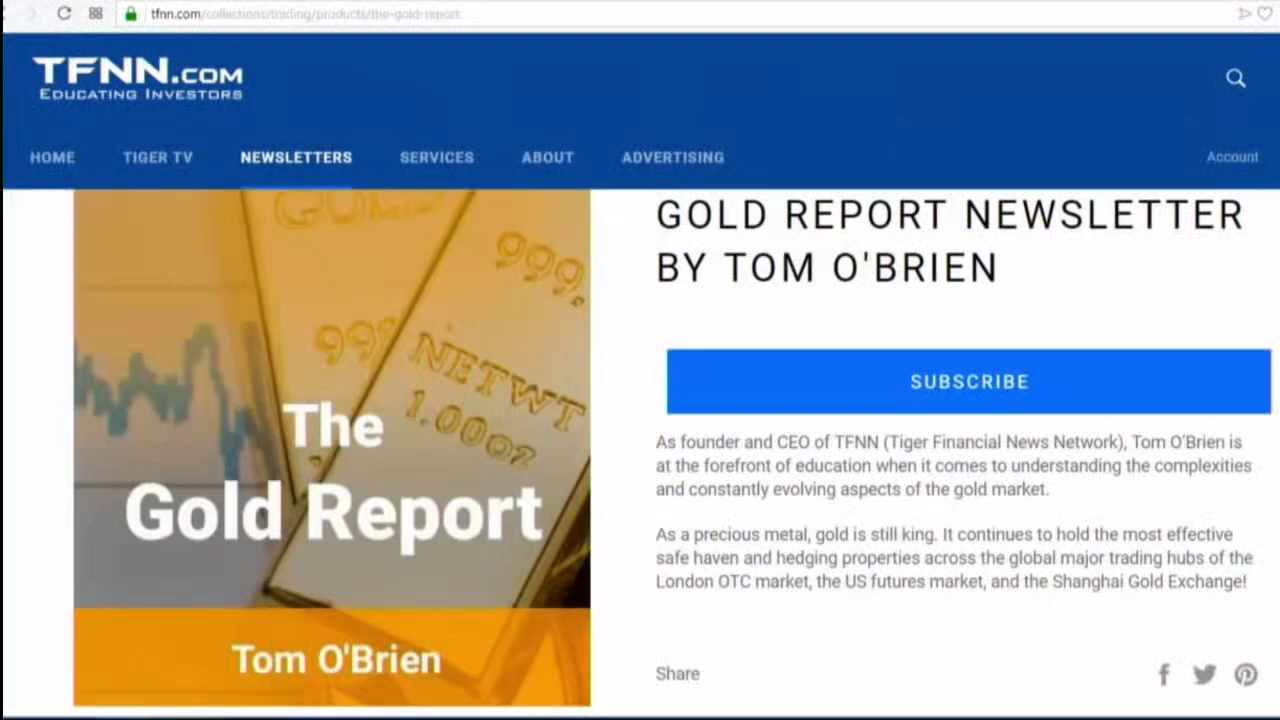 tfnn.com/collections/trading/products/the-gold-report
TFNN.COM
EDUCATING INVESTORS
HOME TIGER TV NEWSLETTERS SERVICES ABOUT ADVERTISING Account
GOLD
999.
999
NETWT
1.00oz
The
Gold Report
Tom O'Brien
GOLD REPORT NEWSLETTER
BY TOM O'BRIEN
SUBSCRIBE
As founder and CEO of TFNN (Tiger Financial News Network), Tom O'Brien is
at the forefront of education when it comes to understanding the complexities
and constantly evolving aspects of the gold market.
As a precious metal, gold is still king. It continues to hold the most effective
safe haven and hedging properties across the global major trading hubs of the
London OTC market, the US futures market, and the Shanghai Gold Exchange!
Share